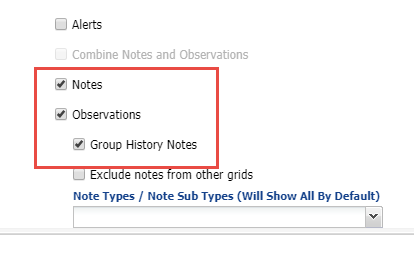 Alerts
Combine Notes and Observations
Notes
Observations
Group History Notes
Exclude notes from other grids
Note Types / Note Sub Types (Will Show All By Default)